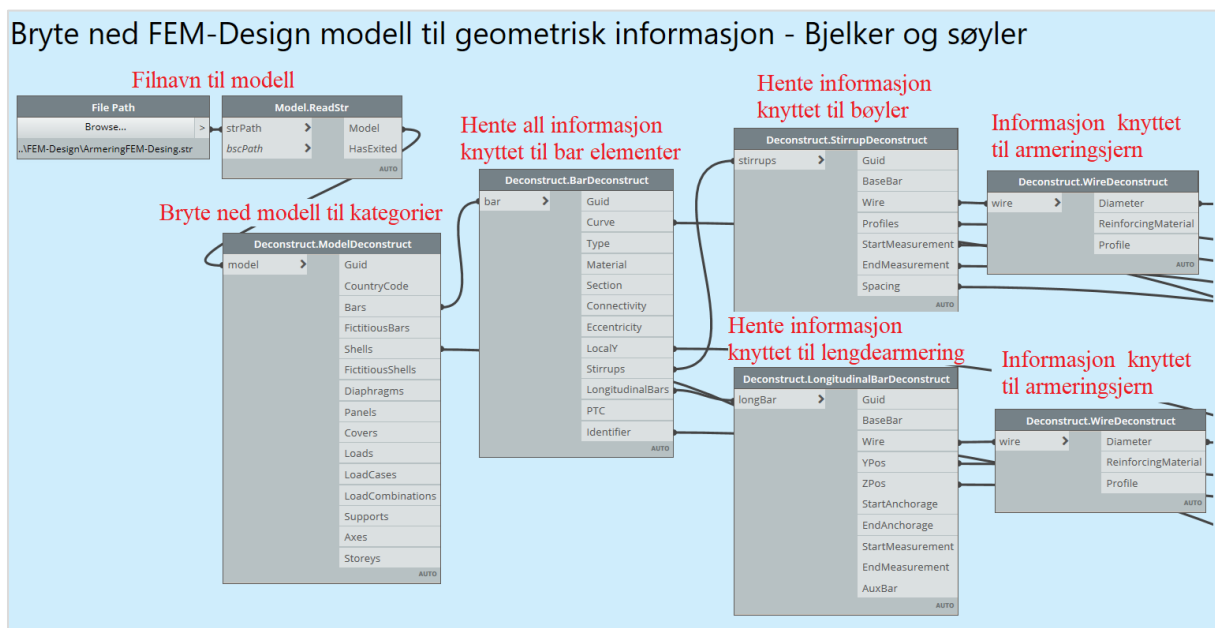 Bryte ned FEM-Design modell til geometrisk informasjon - Bjelker og søyler
Filnavn til modell
File Path
Browse...
>
..\FEM-Design\ArmeringFEM-Desing.str
Model.ReadStr
strPath > Model
bscPath > HasExited
AUTO
Bryte ned modell til kategorier
Deconstruct.ModelDeconstruct
model > Guid
CountryCode
Bars
FictitiousBars
Shells
FictitiousShells
Diaphragms
Panels
Covers
Loads
LoadCases
LoadCombinations
Supports
Axes
Storeys
AUTO
Hente all informasjon
knyttet til bar elementer
Deconstruct.BarDeconstruct
bar > Guid
Curve
Type
Material
Section
Connectivity
Eccentricity
LocalY
Stirrups
LongitudinalBars
PTC
Identifier
AUTO
Hente informasjon
knyttet til bøyler
Deconstruct.StirrupDeconstruct
stirrups > Guid
BaseBar
Wire
Profiles
StartMeasurement
EndMeasurement
Spacing
AUTO
Informasjon knyttet
til armeringsjern
Deconstruct.WireDeconstruct
wire > Diameter
ReinforcingMaterial
Profile
AUTO
Hente informasjon
knyttet til lengdearmering
Deconstruct.LongitudinalBarDeconstruct
longBar > Guid
BaseBar
Wire
YPos
ZPos
StartAnchorage
EndAnchorage
StartMeasurement
EndMeasurement
AuxBar
AUTO
Informasjon knyttet
til armeringsjern
Deconstruct.WireDeconstruct
wire > Diameter
ReinforcingMaterial
Profile
AUTO